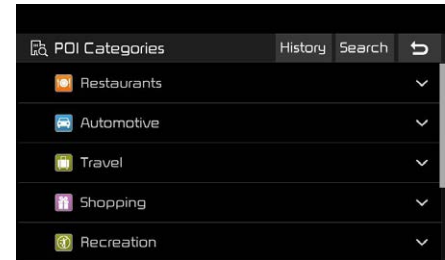 POI Categories History Search
Restaurants
Automotive
Travel
Shopping
Recreation